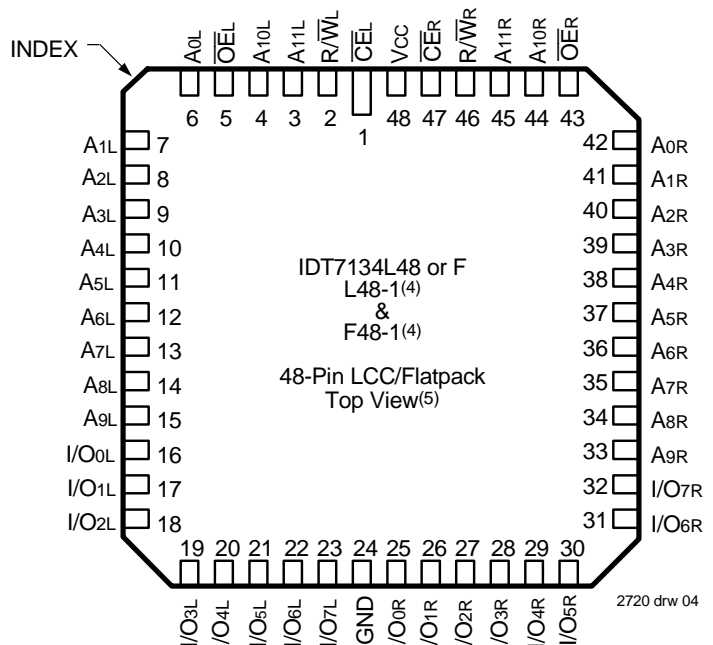 INDEX
A0L
OEL
A10L
A11L
R/WL
CEL
VCC
CER
R/WR
A11R
A10R
OER
6
5
4
3
2
1
48
47
46
45
44
43
A1L 7
A2L 8
A3L 9
A4L 10
A5L 11
A6L 12
A7L 13
A8L 14
A9L 15
I/O0L 16
I/O1L 17
I/O2L 18
42 A0R
41 A1R
40 A2R
39 A3R
38 A4R
37 A5R
36 A6R
35 A7R
34 A8R
33 A9R
32 I/O7R
31 I/O6R
IDT7134L48 or F
L48-1(4)
&
F48-1(4)
48-Pin LCC/Flatpack
Top View(5)
19
20
21
22
23
24
25
26
27
28
29
30
I/O3L
/O4L
I/O5L
I/O6L
I/O7L
GND
/O0R
/O1R
/O2R
/O3R
I/O4R
I/O5R
2720 drw 04